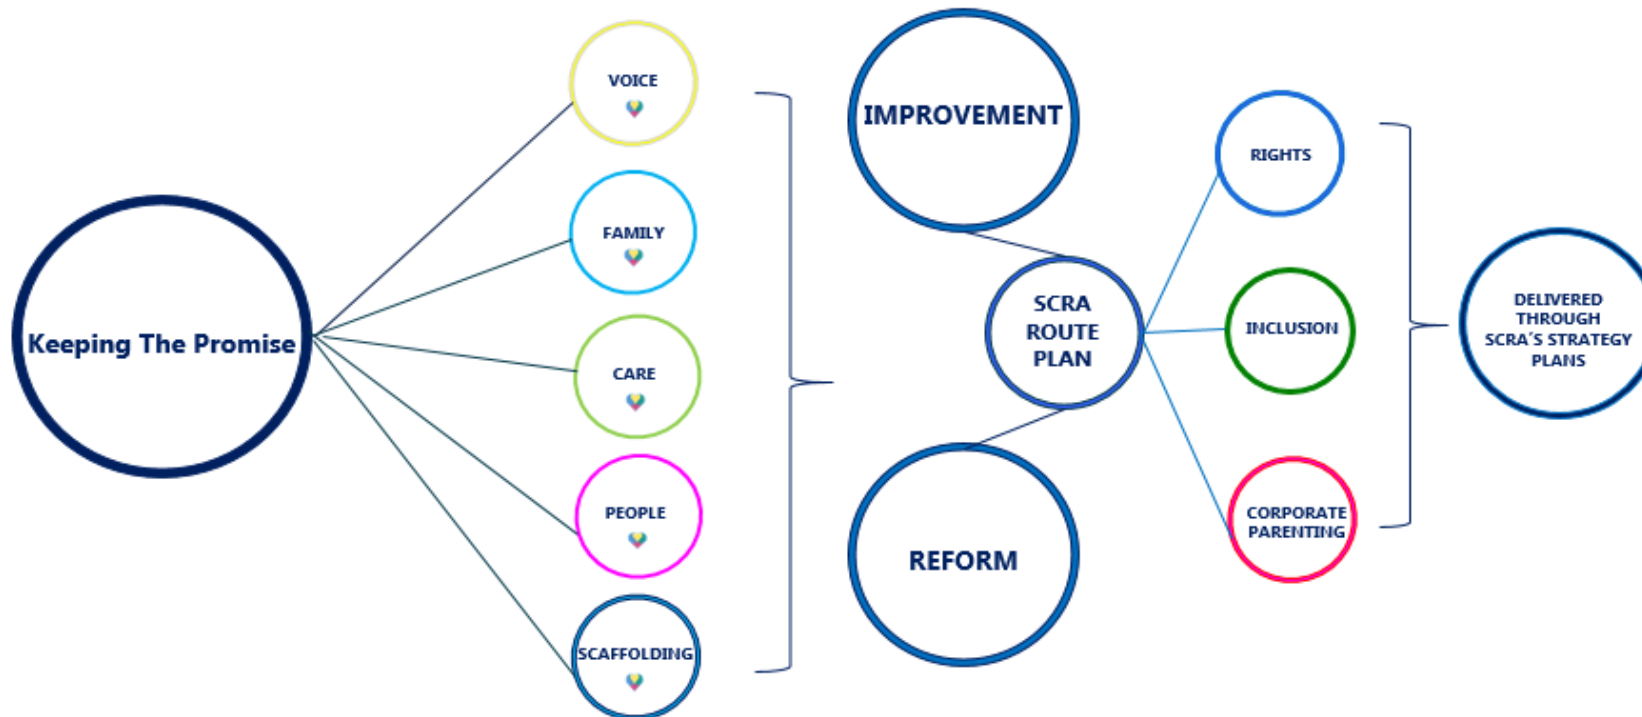 Keeping The Promise
VOICE
FAMILY
CARE
PEOPLE
SCAFFOLDING
IMPROVEMENT
SCRA
ROUTE
PLAN
REFORM
RIGHTS
INCLUSION
CORPORATE
PARENTING
DELIVERED
THROUGH
SCRA´S STRATEGY
PLANS